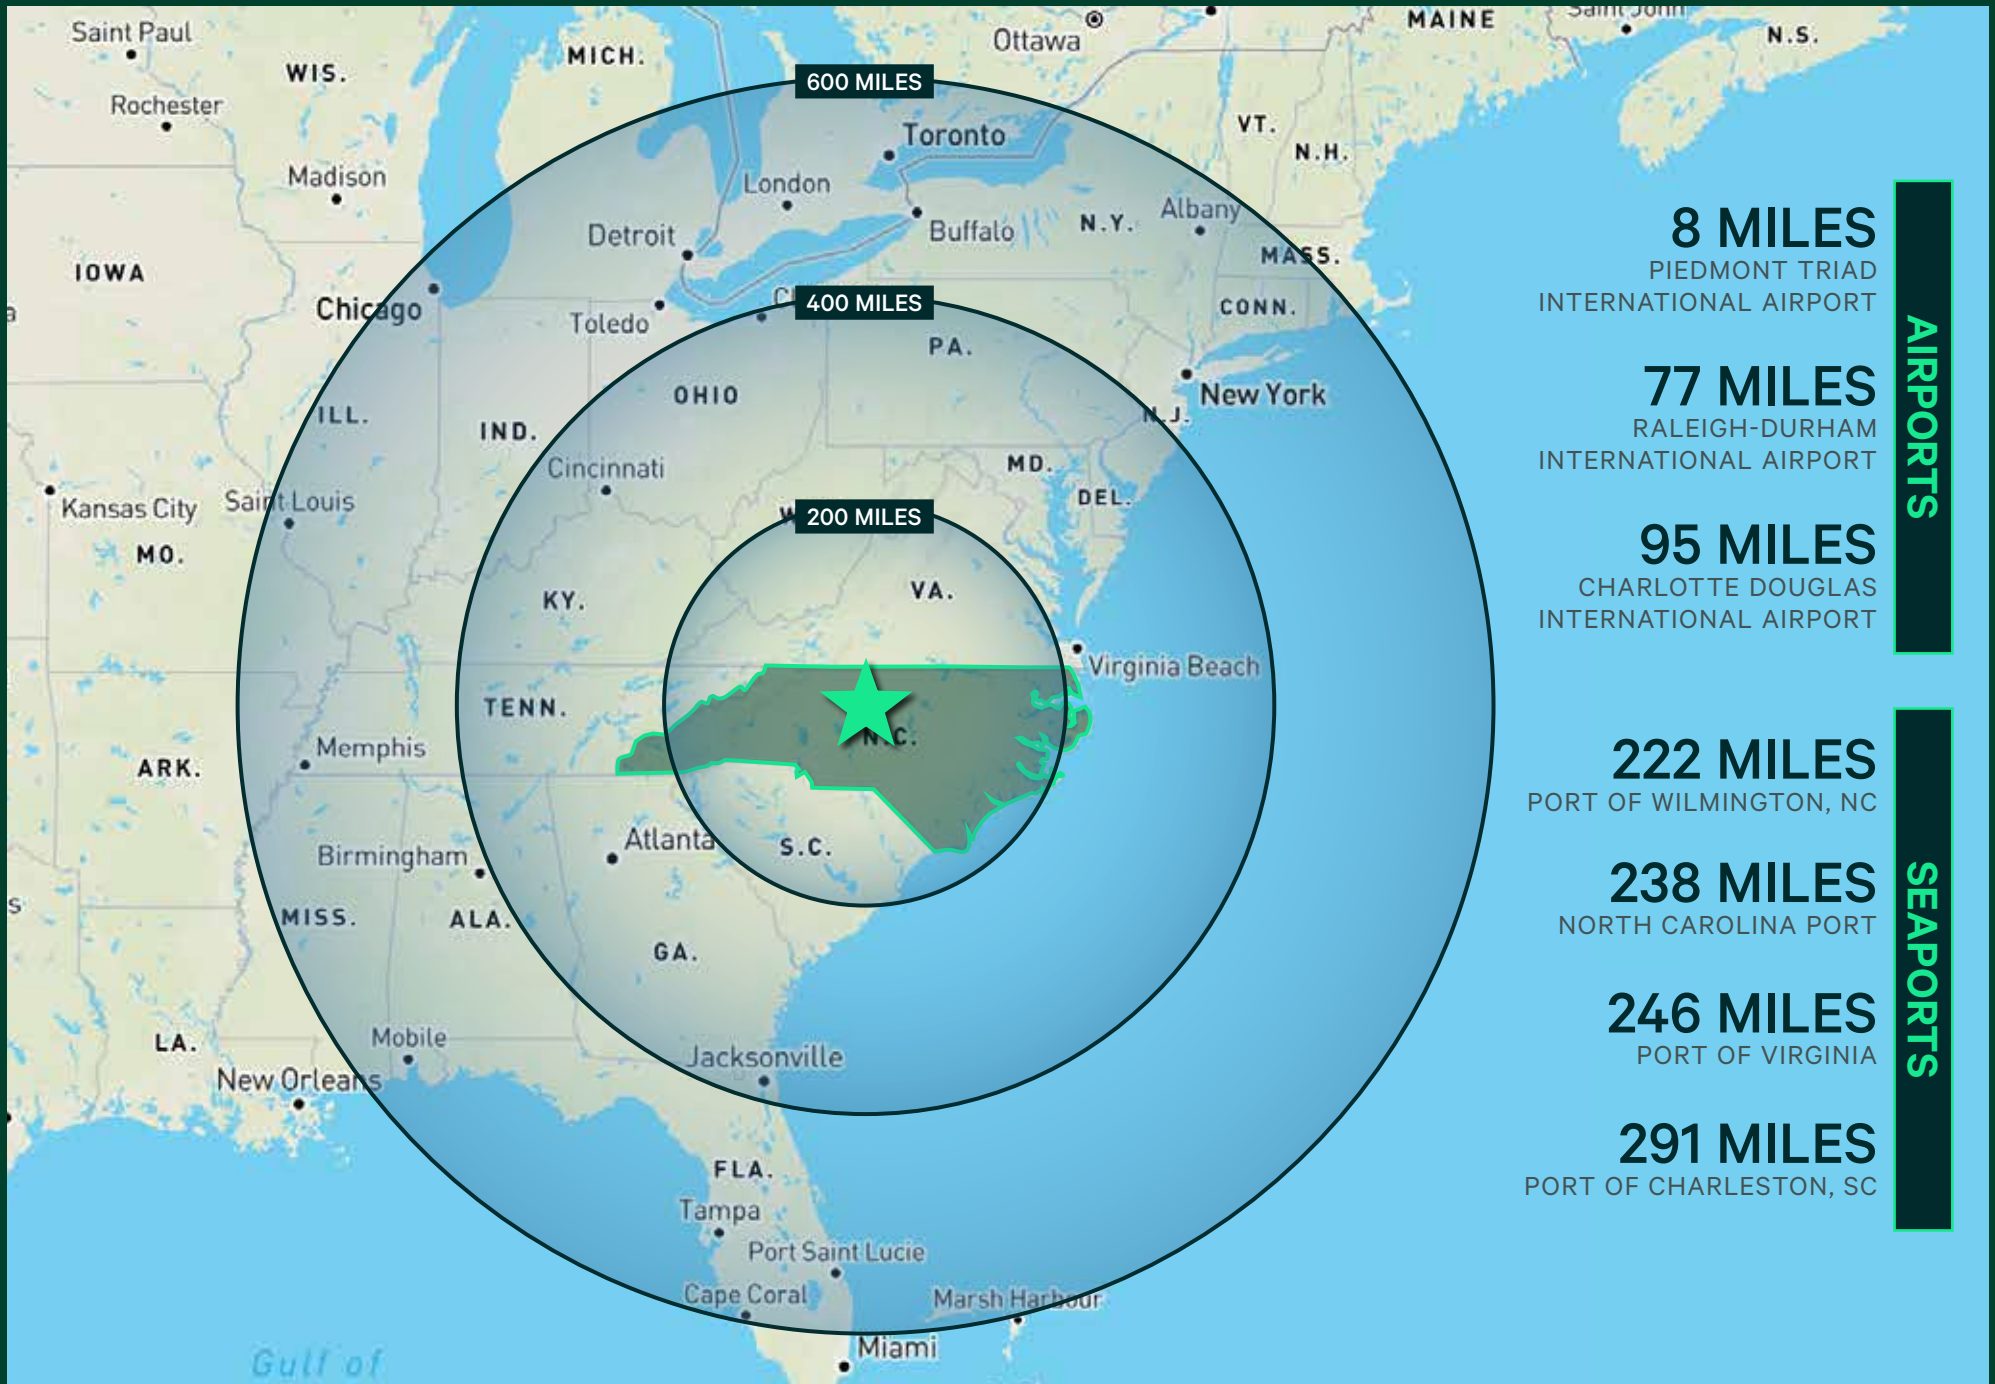 Saint Paul
WIS.
MICH.
Ottawa
MAINE
N.S.
Rochester
600 MILES
Toronto
VT.
N.H.
Madison
London
Detroit
Buffalo
N.Y.
Albany
MASS.
IOWA
Chicago
Toledo
400 MILES
CONN.
PA.
OHIO
New York
N.J.
ILL.
IND.
Cincinnati
MD.
DEL.
Kansas City
Saint Louis
200 MILES
MO.
KY.
VA.
Virginia Beach
TENN.
N.C.
Memphis
ARK.
Atlanta
S.C.
Birmingham
MISS.
ALA.
GA.
LA.
Mobile
Jacksonville
New Orleans
FLA.
Tampa
Port Saint Lucie
Cape Coral
Marsh Harbour
Miami
Gulf of
AIRPORTS
8 MILES
PIEDMONT TRIAD
INTERNATIONAL AIRPORT
77 MILES
RALEIGH-DURHAM
INTERNATIONAL AIRPORT
95 MILES
CHARLOTTE DOUGLAS
INTERNATIONAL AIRPORT
SEAPORTS
222 MILES
PORT OF WILMINGTON, NC
238 MILES
NORTH CAROLINA PORT
246 MILES
PORT OF VIRGINIA
291 MILES
PORT OF CHARLESTON, SC